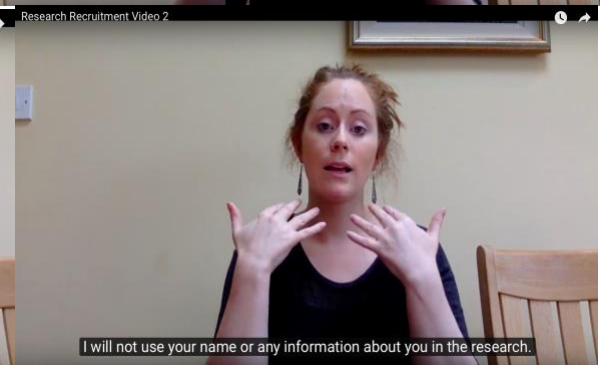 Research Recruitment Video 2
I will not use your name or any information about you in the research.